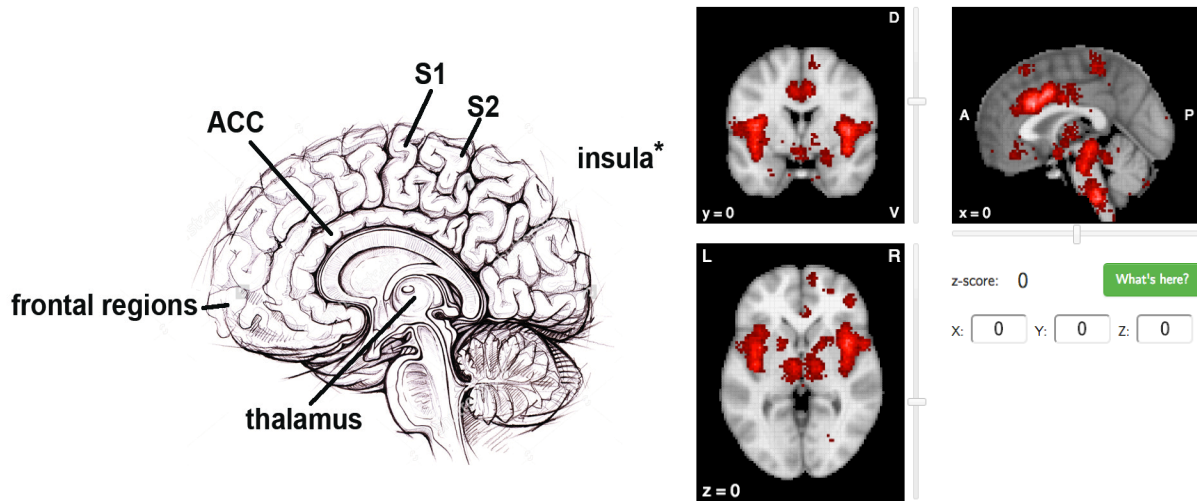 S1
S2
ACC
insula*
frontal regions
thalamus
D
y = 0
V
A
P
x = 0
L
R
z = 0
z-score: 0
What's here?
X: 0 Y: 0 Z: 0